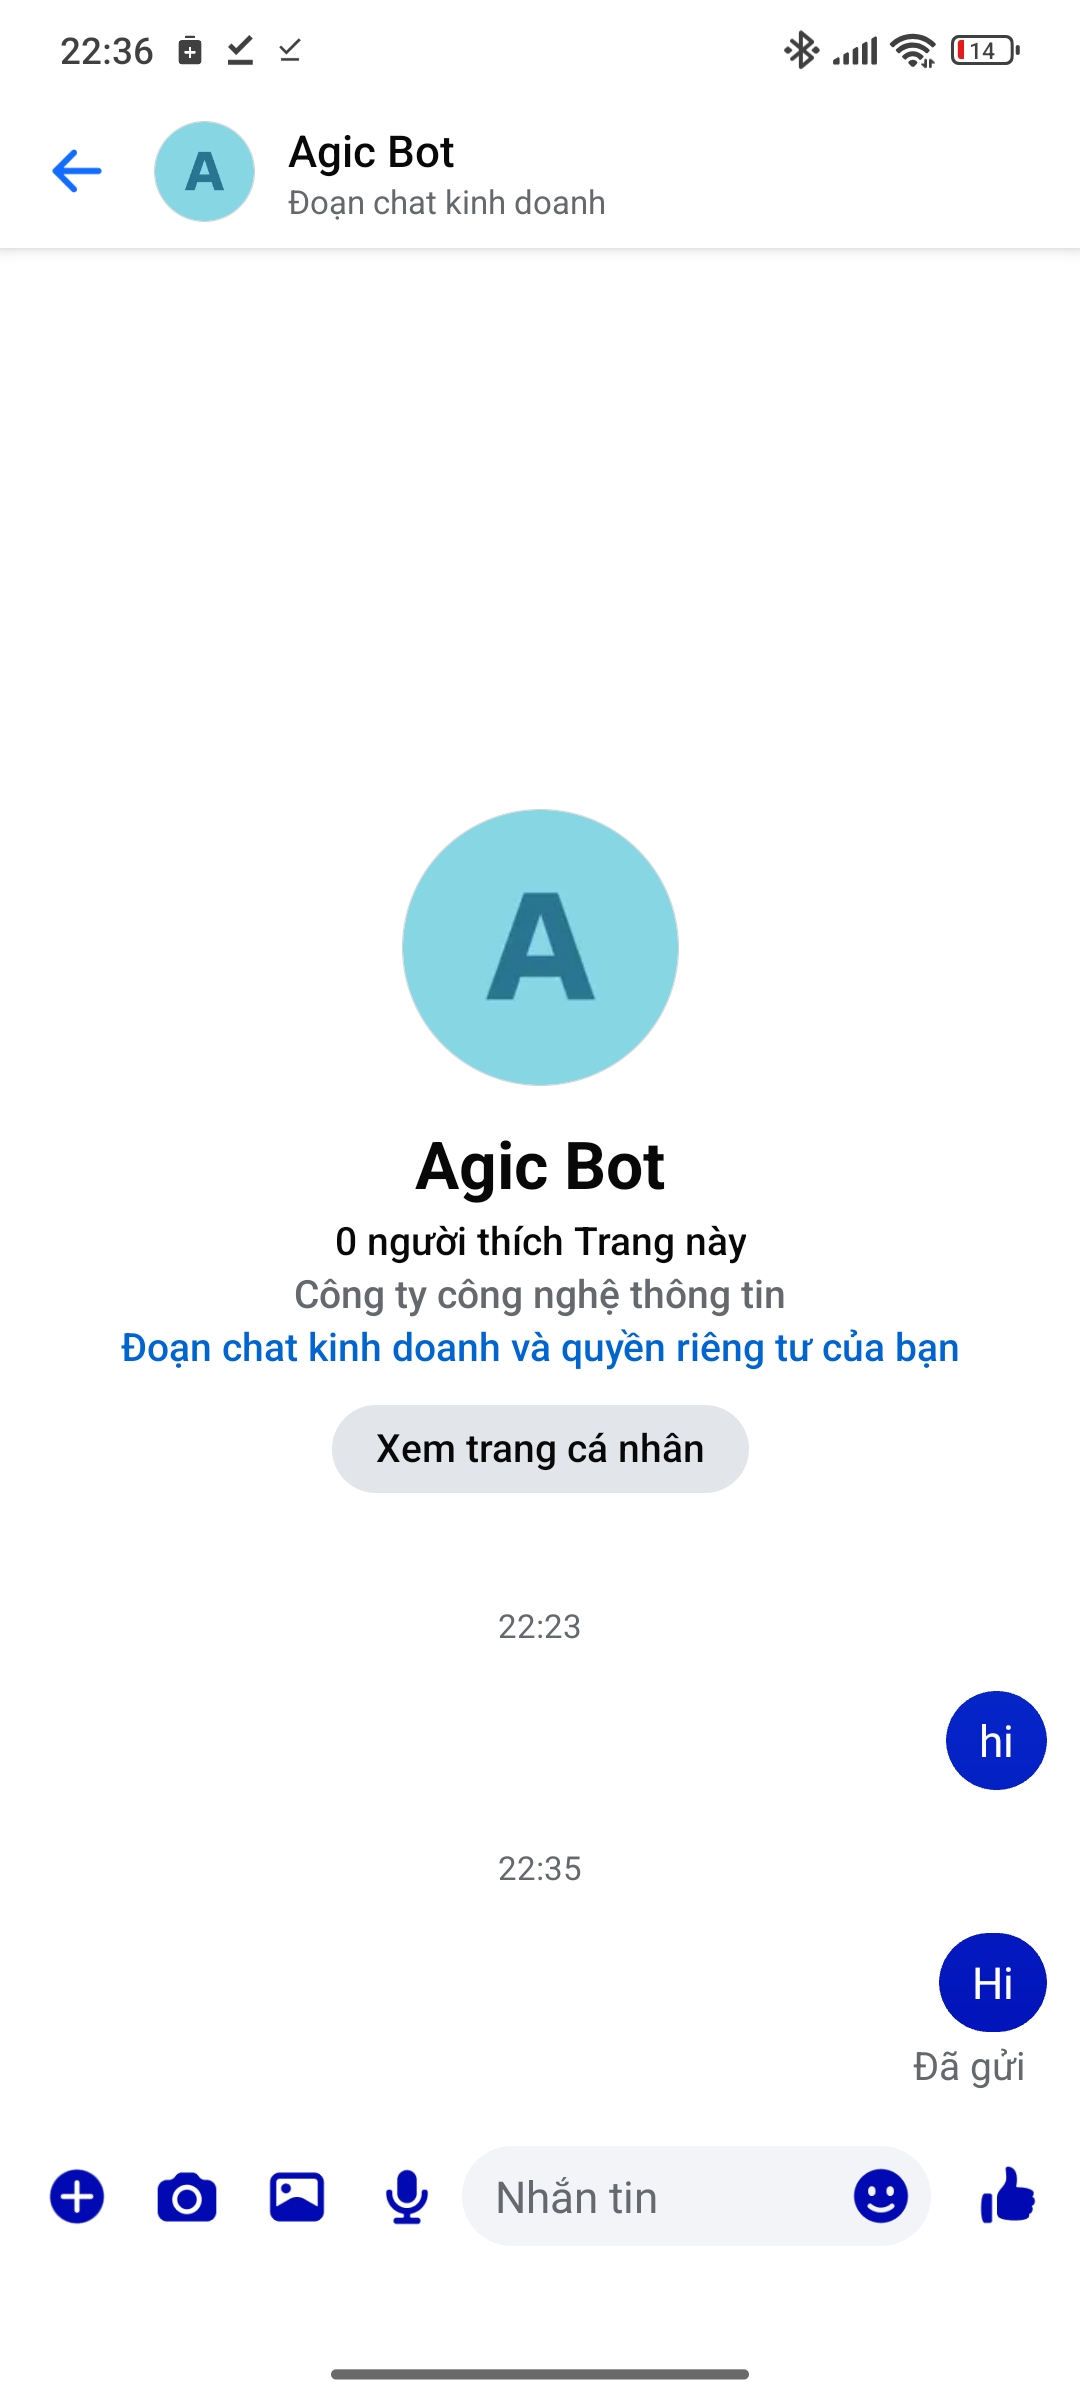 22:36
14
A
Agic Bot
Đoạn chat kinh doanh
A
Agic Bot
0 người thích Trang này
Công ty công nghệ thông tin
Đoạn chat kinh doanh và quyền riêng tư của bạn
Xem trang cá nhân
22:23
hi
22:35
Hi
Đã gửi
Nhắn tin